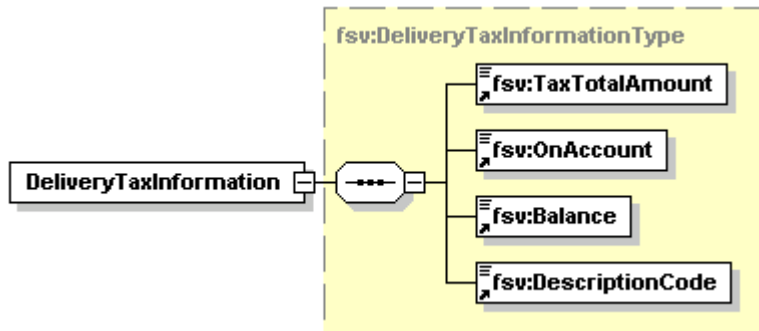 fsv:DeliveryTaxInformationType
fsv:TaxTotalAmount
fsv:OnAccount
DeliveryTaxInformation
fsv:Balance
fsv:DescriptionCode